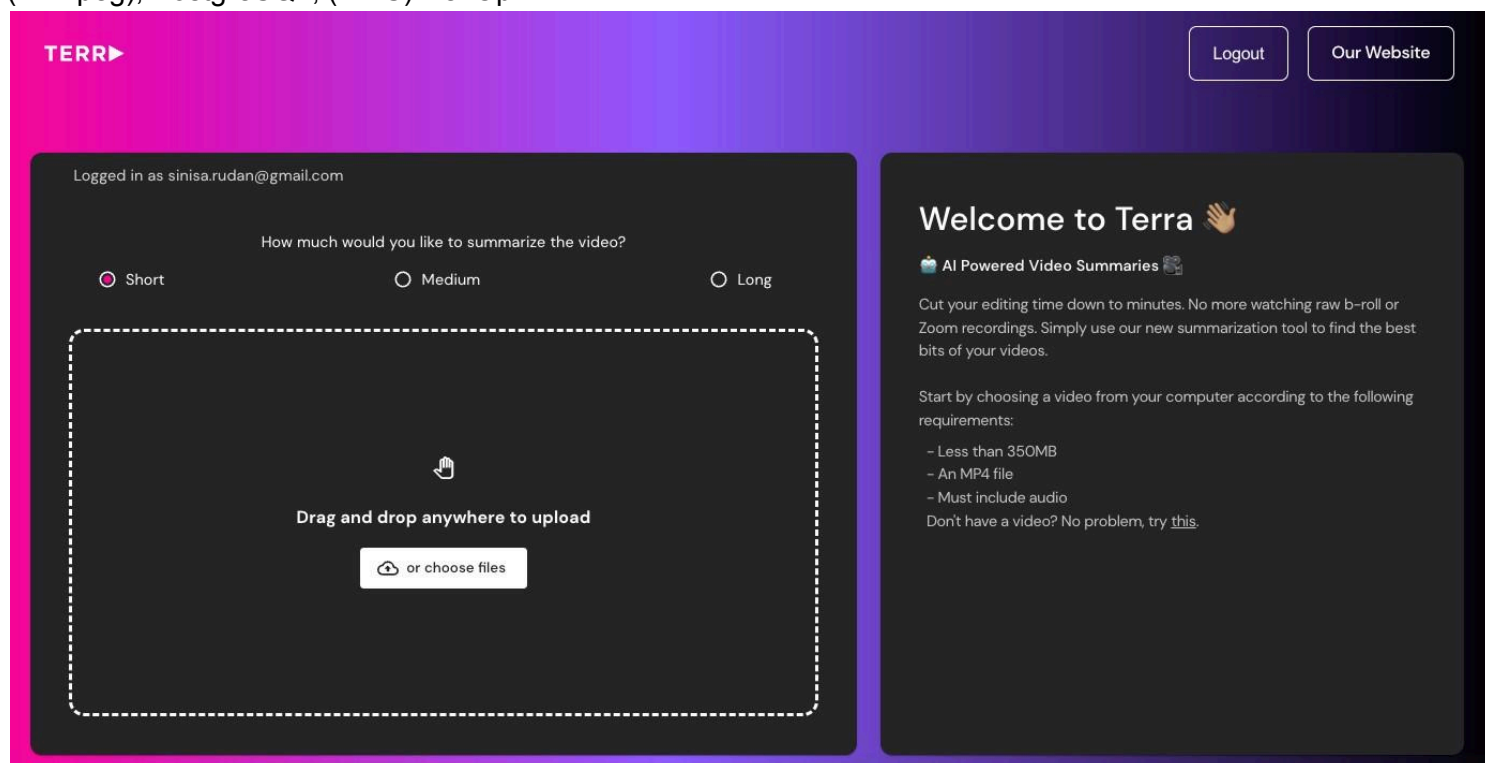 TERR
Logout
Our Website
Logged in as sinisa.rudan@gmail.com
How much would you like to summarize the video?
Short
Medium
Long
Drag and drop anywhere to upload
or choose files
Welcome to Terra 👋🏽
🤖 AI Powered Video Summaries 🎥
Cut your editing time down to minutes. No more watching raw b-roll or
Zoom recordings. Simply use our new summarization tool to find the best
bits of your videos.
Start by choosing a video from your computer according to the following
requirements:
- Less than 350MB
- An MP4 file
- Must include audio
Don't have a video? No problem, try this.